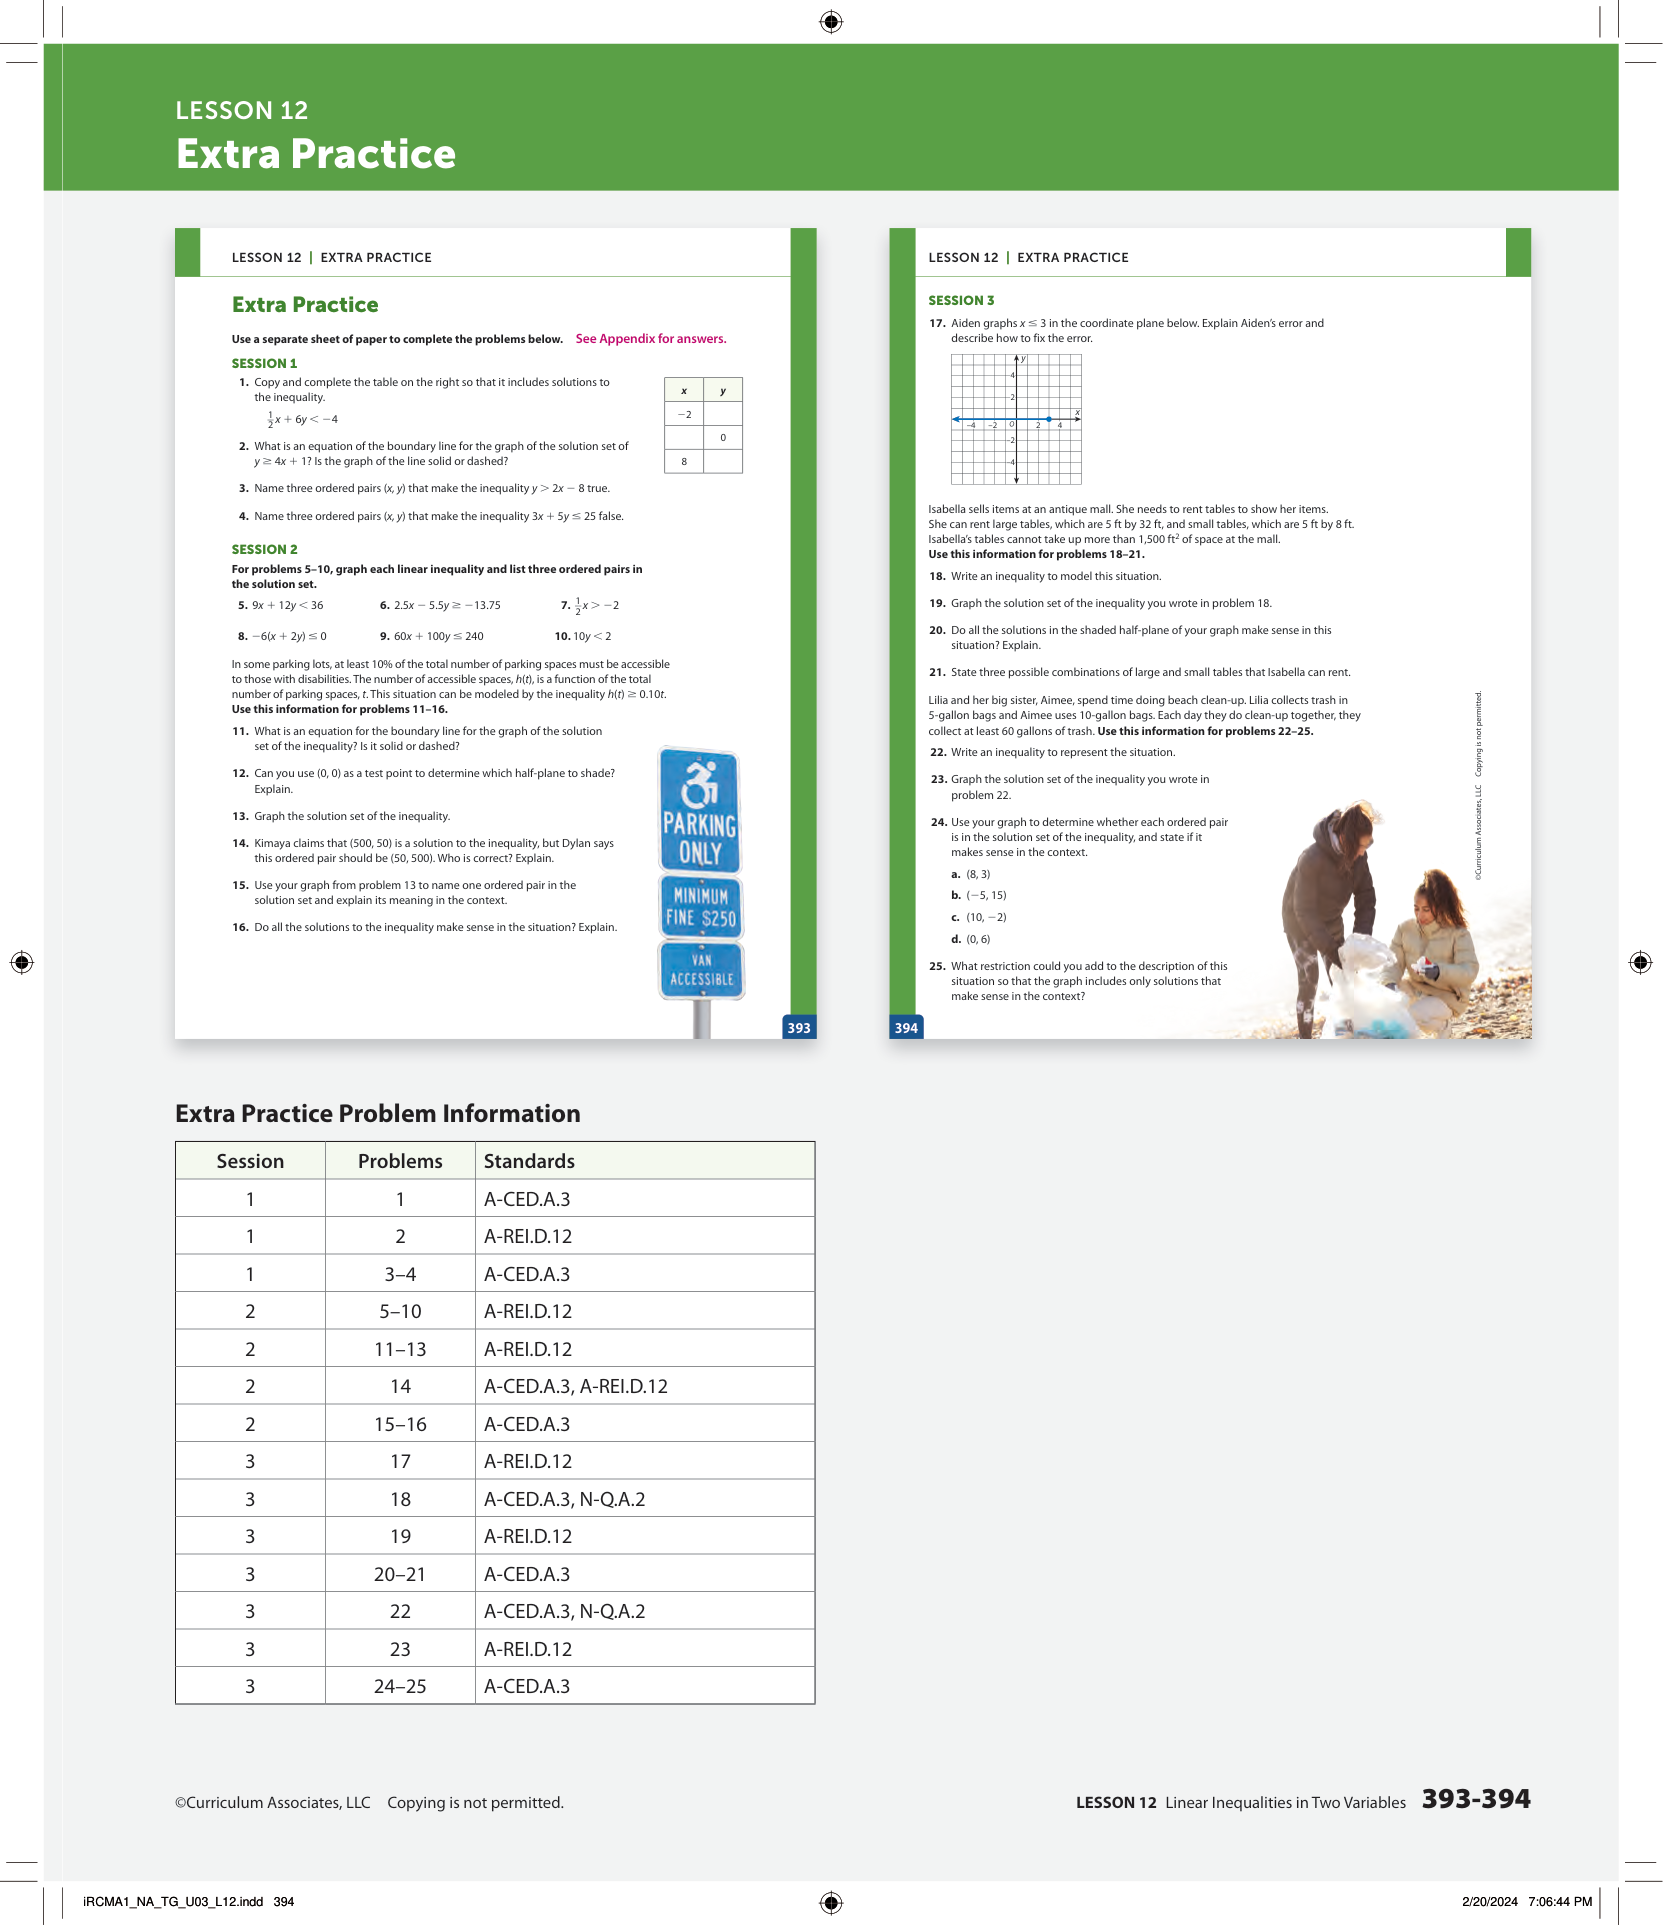 LESSON 12
Extra Practice
LESSON 12 | EXTRA PRACTICE
Extra Practice
Use a separate sheet of paper to complete the problems below. See Appendix for answers.
SESSION 1
1. Copy and complete the table on the right so that it includes solutions to
the inequality.
1/2 x + 6y < −4
x y
−2
0
8
2. What is an equation of the boundary line for the graph of the solution set of
y ≥ 4x + 1? Is the graph of the line solid or dashed?
3. Name three ordered pairs (x, y) that make the inequality y > 2x − 8 true.
4. Name three ordered pairs (x, y) that make the inequality 3x + 5y ≤ 25 false.
SESSION 2
For problems 5–10, graph each linear inequality and list three ordered pairs in
the solution set.
5. 9x + 12y < 36 6. 2.5x − 5.5y ≥ −13.75 7. 1/2 x > −2
8. −6(x + 2y) ≤ 0 9. 60x + 100y ≤ 240 10. 10y < 2
In some parking lots, at least 10% of the total number of parking spaces must be accessible
to those with disabilities. The number of accessible spaces, h(t), is a function of the total
number of parking spaces, t. This situation can be modeled by the inequality h(t) ≥ 0.10t.
Use this information for problems 11–16.
11. What is an equation for the boundary line for the graph of the solution
set of the inequality? Is it solid or dashed?
12. Can you use (0, 0) as a test point to determine which half-plane to shade?
Explain.
13. Graph the solution set of the inequality.
14. Kimaya claims that (500, 50) is a solution to the inequality, but Dylan says
this ordered pair should be (50, 500). Who is correct? Explain.
15. Use your graph from problem 13 to name one ordered pair in the
solution set and explain its meaning in the context.
16. Do all the solutions to the inequality make sense in the situation? Explain.
PARKING
ONLY
MINIMUM
FINE $250
VAN
ACCESSIBLE
393
LESSON 12 | EXTRA PRACTICE
SESSION 3
17. Aiden graphs x ≤ 3 in the coordinate plane below. Explain Aiden's error and
describe how to fix the error.
y
4
2
x
−4 −2 O 2 4
−2
−4
Isabella sells items at an antique mall. She needs to rent tables to show her items.
She can rent large tables, which are 5 ft by 32 ft, and small tables, which are 5 ft by 8 ft.
Isabella's tables cannot take up more than 1,500 ft² of space at the mall.
Use this information for problems 18–21.
18. Write an inequality to model this situation.
19. Graph the solution set of the inequality you wrote in problem 18.
20. Do all the solutions in the shaded half-plane of your graph make sense in this
situation? Explain.
21. State three possible combinations of large and small tables that Isabella can rent.
Lilia and her big sister, Aimee, spend time doing beach clean-up. Lilia collects trash in
5-gallon bags and Aimee uses 10-gallon bags. Each day they do clean-up together, they
collect at least 60 gallons of trash. Use this information for problems 22–25.
22. Write an inequality to represent the situation.
23. Graph the solution set of the inequality you wrote in
problem 22.
24. Use your graph to determine whether each ordered pair
is in the solution set of the inequality, and state if it
makes sense in the context.
a. (8, 3)
b. (−5, 15)
c. (10, −2)
d. (0, 6)
25. What restriction could you add to the description of this
situation so that the graph includes only solutions that
make sense in the context?
©Curriculum Associates, LLC Copying is not permitted.
394
Extra Practice Problem Information
Session Problems Standards
1 1 A-CED.A.3
1 2 A-REI.D.12
1 3–4 A-CED.A.3
2 5–10 A-REI.D.12
2 11–13 A-REI.D.12
2 14 A-CED.A.3, A-REI.D.12
2 15–16 A-CED.A.3
3 17 A-REI.D.12
3 18 A-CED.A.3, N-Q.A.2
3 19 A-REI.D.12
3 20–21 A-CED.A.3
3 22 A-CED.A.3, N-Q.A.2
3 23 A-REI.D.12
3 24–25 A-CED.A.3
©Curriculum Associates, LLC Copying is not permitted.
LESSON 12 Linear Inequalities in Two Variables 393-394
iRCMA1_NA_TG_U03_L12.indd 394
2/20/2024 7:06:44 PM